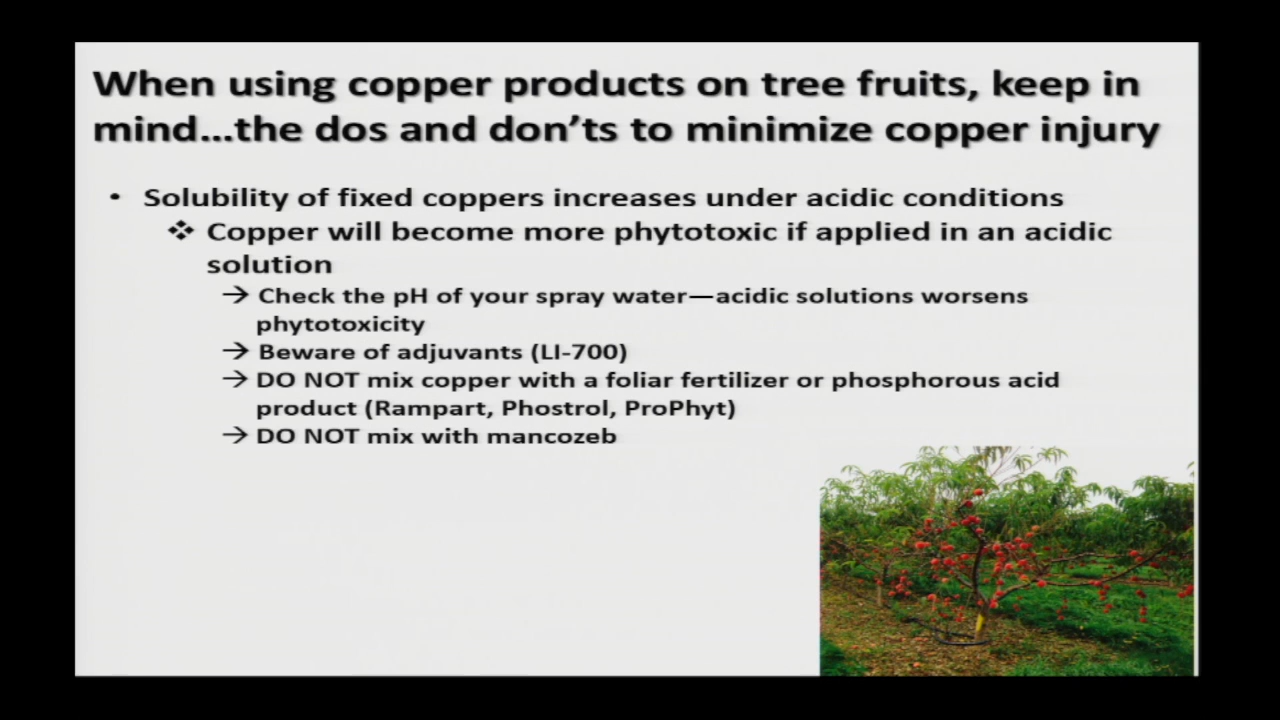 When using copper products on tree fruits, keep in
mind...the dos and don'ts to minimize copper injury
• Solubility of fixed coppers increases under acidic conditions
❖ Copper will become more phytotoxic if applied in an acidic
solution
→ Check the pH of your spray water—acidic solutions worsens
phytotoxicity
→ Beware of adjuvants (LI-700)
→ DO NOT mix copper with a foliar fertilizer or phosphorous acid
product (Rampart, Phostrol, ProPhyt)
→ DO NOT mix with mancozeb